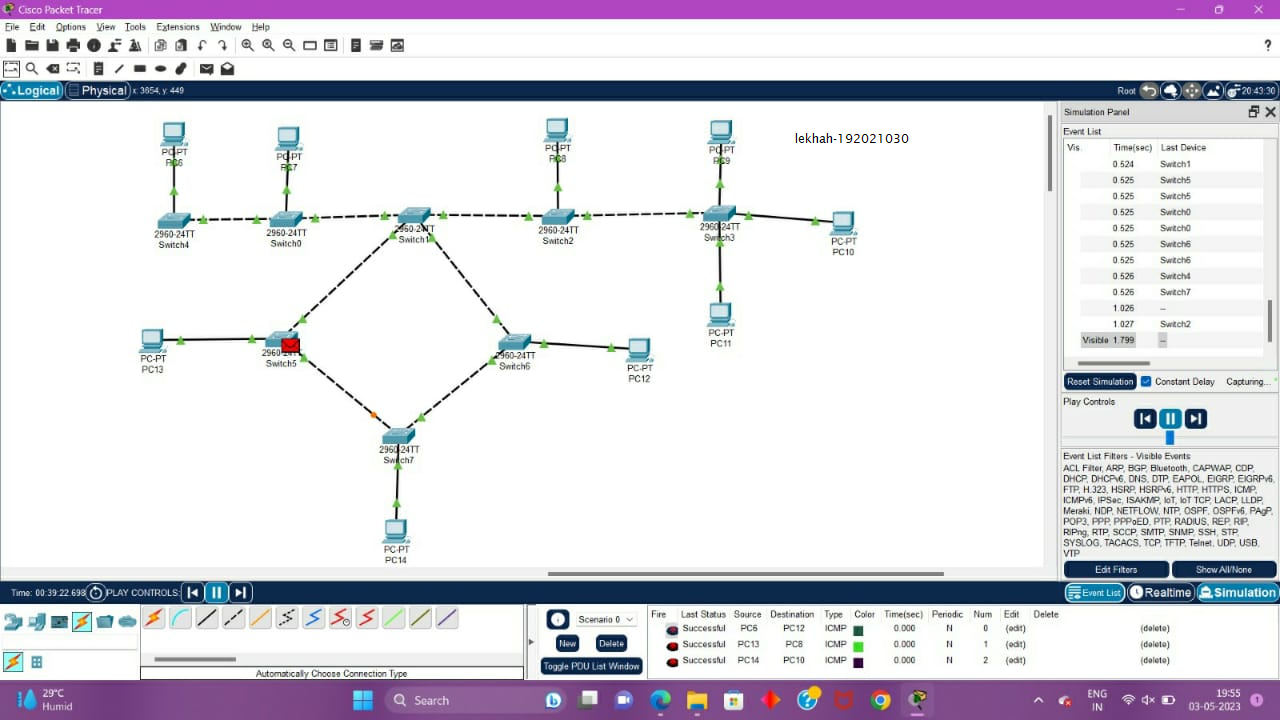 Cisco Packet Tracer
File Edit Options View Tools Extensions Window Help
?
Logical Physical x: 3654, y: 449
Root 20:43:30
PC-PT
PC6
PC-PT
PC7
PC-PT
PC8
PC-PT
PC9
lekhah-192021030
2960-24TT
Switch4
2960-24TT
Switch0
2960-24TT
Switch1
2960-24TT
Switch2
2960-24TT
Switch3
PC-PT
PC10
PC-PT
PC11
PC-PT
PC13
2960-24TT
Switch5
2960-24TT
Switch6
PC-PT
PC12
2960-24TT
Switch7
PC-PT
PC14
Simulation Panel
Event List
Vis. Time(sec) Last Device
0.524 Switch1
0.525 Switch5
0.525 Switch5
0.525 Switch0
0.525 Switch0
0.525 Switch6
0.525 Switch6
0.526 Switch4
0.526 Switch7
1.026 --
1.027 Switch2
Visible 1.799 --
Reset Simulation Constant Delay Capturing...
Play Controls
Event List Filters - Visible Events
ACL Filter, ARP, BGP, Bluetooth, CAPWAP, CDP,
DHCP, DHCPv6, DNS, DTP, EAPOL, EIGRP, EIGRPv6,
FTP, H.323, HSRP, HSRPv6, HTTP, HTTPS, ICMP,
ICMPv6, IPSec, ISAKMP, IoT, IoT TCP, LACP, LLDP,
Meraki, NDP, NETFLOW, NTP, OSPF, OSPFv6, PAgP,
POP3, PPP, PPPoED, PTP, RADIUS, REP, RIP,
RIPng, RTP, SCCP, SMTP, SNMP, SSH, STP,
SYSLOG, TACACS, TCP, TFTP, Telnet, UDP, USB,
VTP
Edit Filters Show All/None
Time: 00:39:22.698 PLAY CONTROLS:
Event List Realtime Simulation
Automatically Choose Connection Type
Scenario 0
New Delete
Toggle PDU List Window
Fire Last Status Source Destination Type Color Time(sec) Periodic Num Edit Delete
Successful PC6 PC12 ICMP 0.000 N 0 (edit) (delete)
Successful PC13 PC8 ICMP 0.000 N 1 (edit) (delete)
Successful PC14 PC10 ICMP 0.000 N 2 (edit) (delete)
29°C
Humid
Search
ENG
IN
19:55
03-05-2023
1